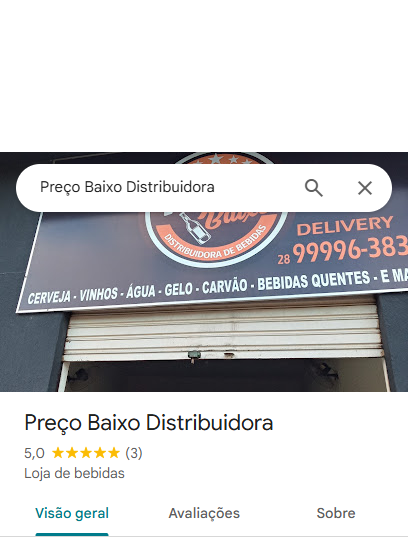 Preço Baixo Distribuidora
Baixo
DISTRIBUIDORA DE BEBIDAS
DELIVERY
28 99996-383
CERVEJA - VINHOS - ÁGUA - GELO - CARVÃO - BEBIDAS QUENTES - E MA
Preço Baixo Distribuidora
5,0 ★★★★★ (3)
Loja de bebidas
Visão geral Avaliações Sobre